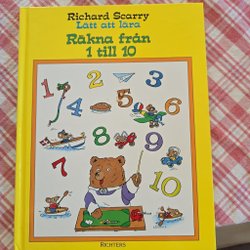 Richard Scarry
Lätt att lära
Räkna från
1 till 10
1 2 3
4 5 6
7 8 9
10
RICHTERS